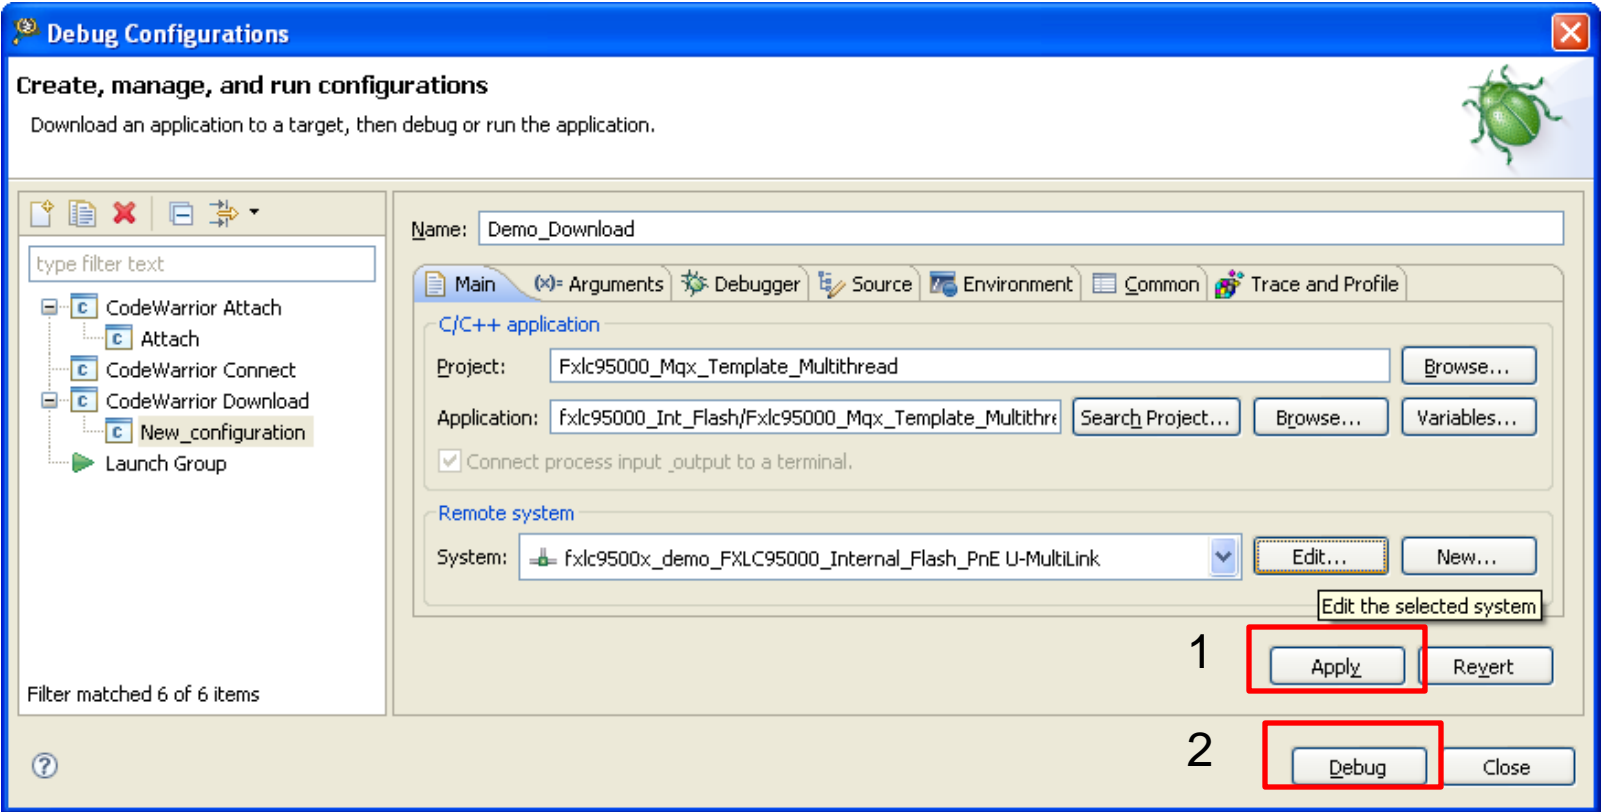 Debug Configurations
Create, manage, and run configurations
Download an application to a target, then debug or run the application.
type filter text
CodeWarrior Attach
Attach
CodeWarrior Connect
CodeWarrior Download
New_configuration
Launch Group
Filter matched 6 of 6 items
Name: Demo_Download
Main (x)= Arguments Debugger Source Environment Common Trace and Profile
C/C++ application
Project: Fxlc95000_Mqx_Template_Multithread Browse...
Application: fxlc95000_Int_Flash/Fxlc95000_Mqx_Template_Multithre Search Project... Browse... Variables...
Connect process input _output to a terminal.
Remote system
System: fxlc9500x_demo_FXLC95000_Internal_Flash_PnE U-MultiLink Edit... New...
Edit the selected system
1 Apply Revert
2 Debug Close